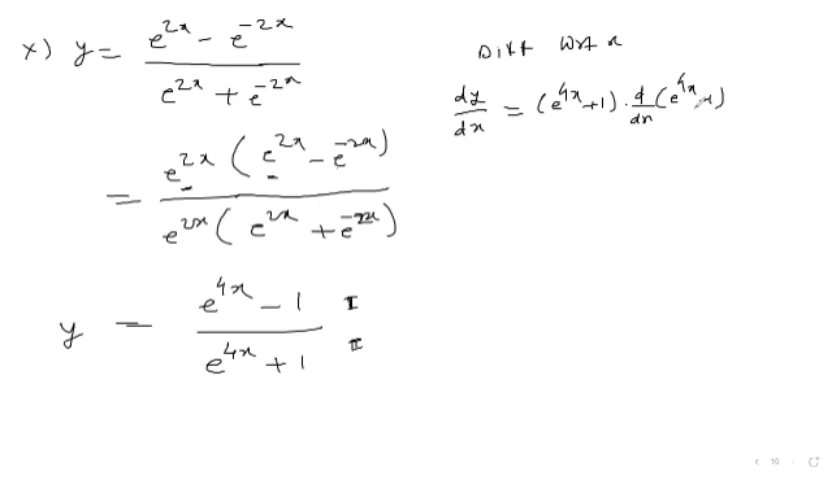 x) y = (e^{2x} - e^{-2x}) / (e^{2x} + e^{-2x})
= e^{2x} (e^{2x} - e^{-2x}) / e^{2x} (e^{2x} + e^{-2x})
y = (e^{4x} - 1) / (e^{4x} + 1) I II
Diff wrt x
dy/dx = (e^{4x} + 1) . d/dx (e^{4x} - 1)
< 10